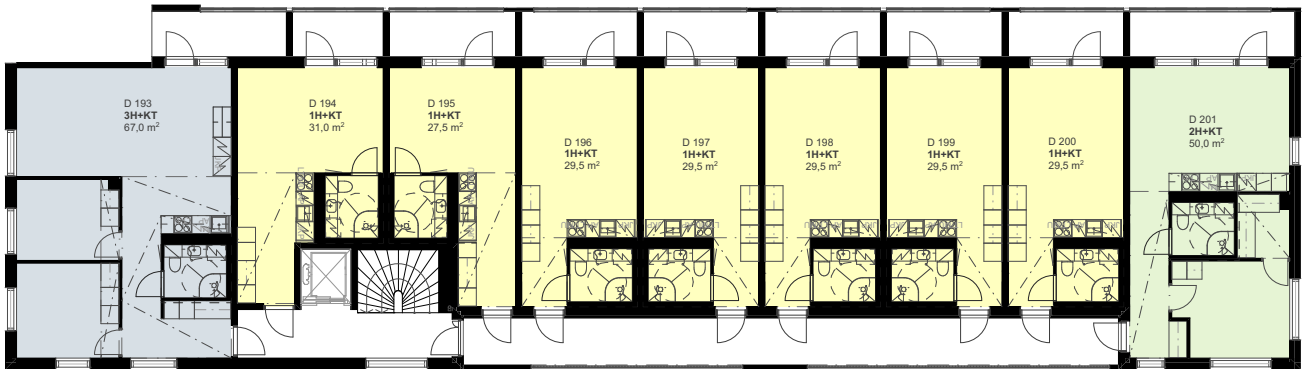 D 193
3H+KT
67,0 m²
D 194
1H+KT
31,0 m²
D 195
1H+KT
27,5 m²
D 196
1H+KT
29,5 m²
D 197
1H+KT
29,5 m²
D 198
1H+KT
29,5 m²
D 199
1H+KT
29,5 m²
D 200
1H+KT
29,5 m²
D 201
2H+KT
50,0 m²